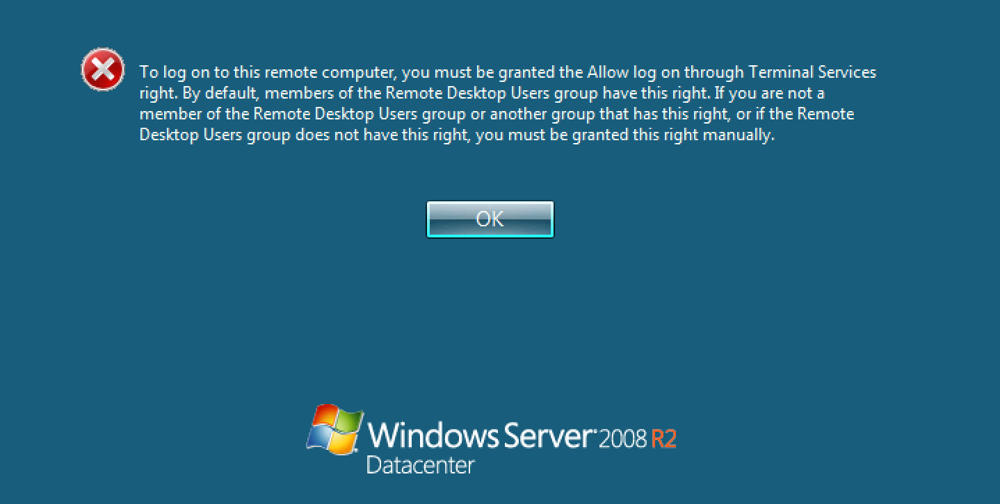 To log on to this remote computer, you must be granted the Allow log on through Terminal Services
right. By default, members of the Remote Desktop Users group have this right. If you are not a
member of the Remote Desktop Users group or another group that has this right, or if the Remote
Desktop Users group does not have this right, you must be granted this right manually.
OK
Windows Server 2008 R2
Datacenter